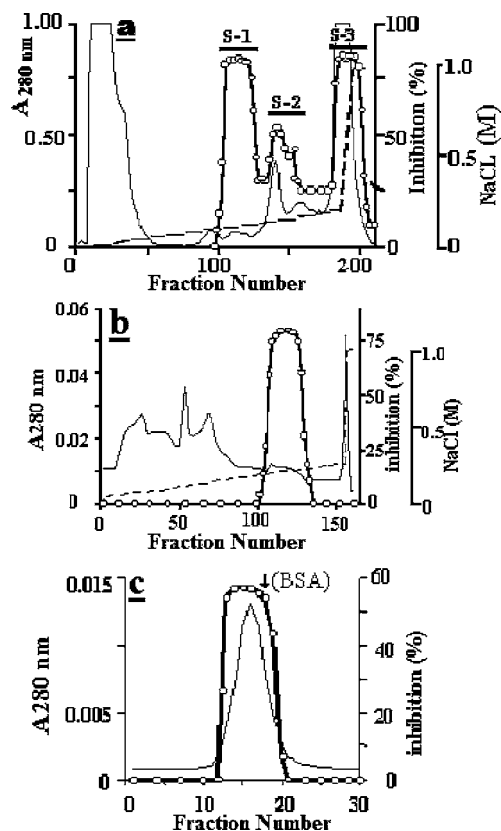 a
A280 nm
1.00
0.50
0
S-1
S-2
S-3
100
50
0
Inhibition (%)
1.0
0.5
0
NaCL (M)
0 100 200
Fraction Number
b
A280 nm
0.06
0.04
0.02
0
75
50
25
0
inhibition (%)
1.0
0.5
0
NaCl (M)
0 50 100 150
Fraction Number
c
(BSA)
A280 nm
0.015
0.005
0
60
40
20
0
inhibition (%)
0 10 20 30
Fraction Number